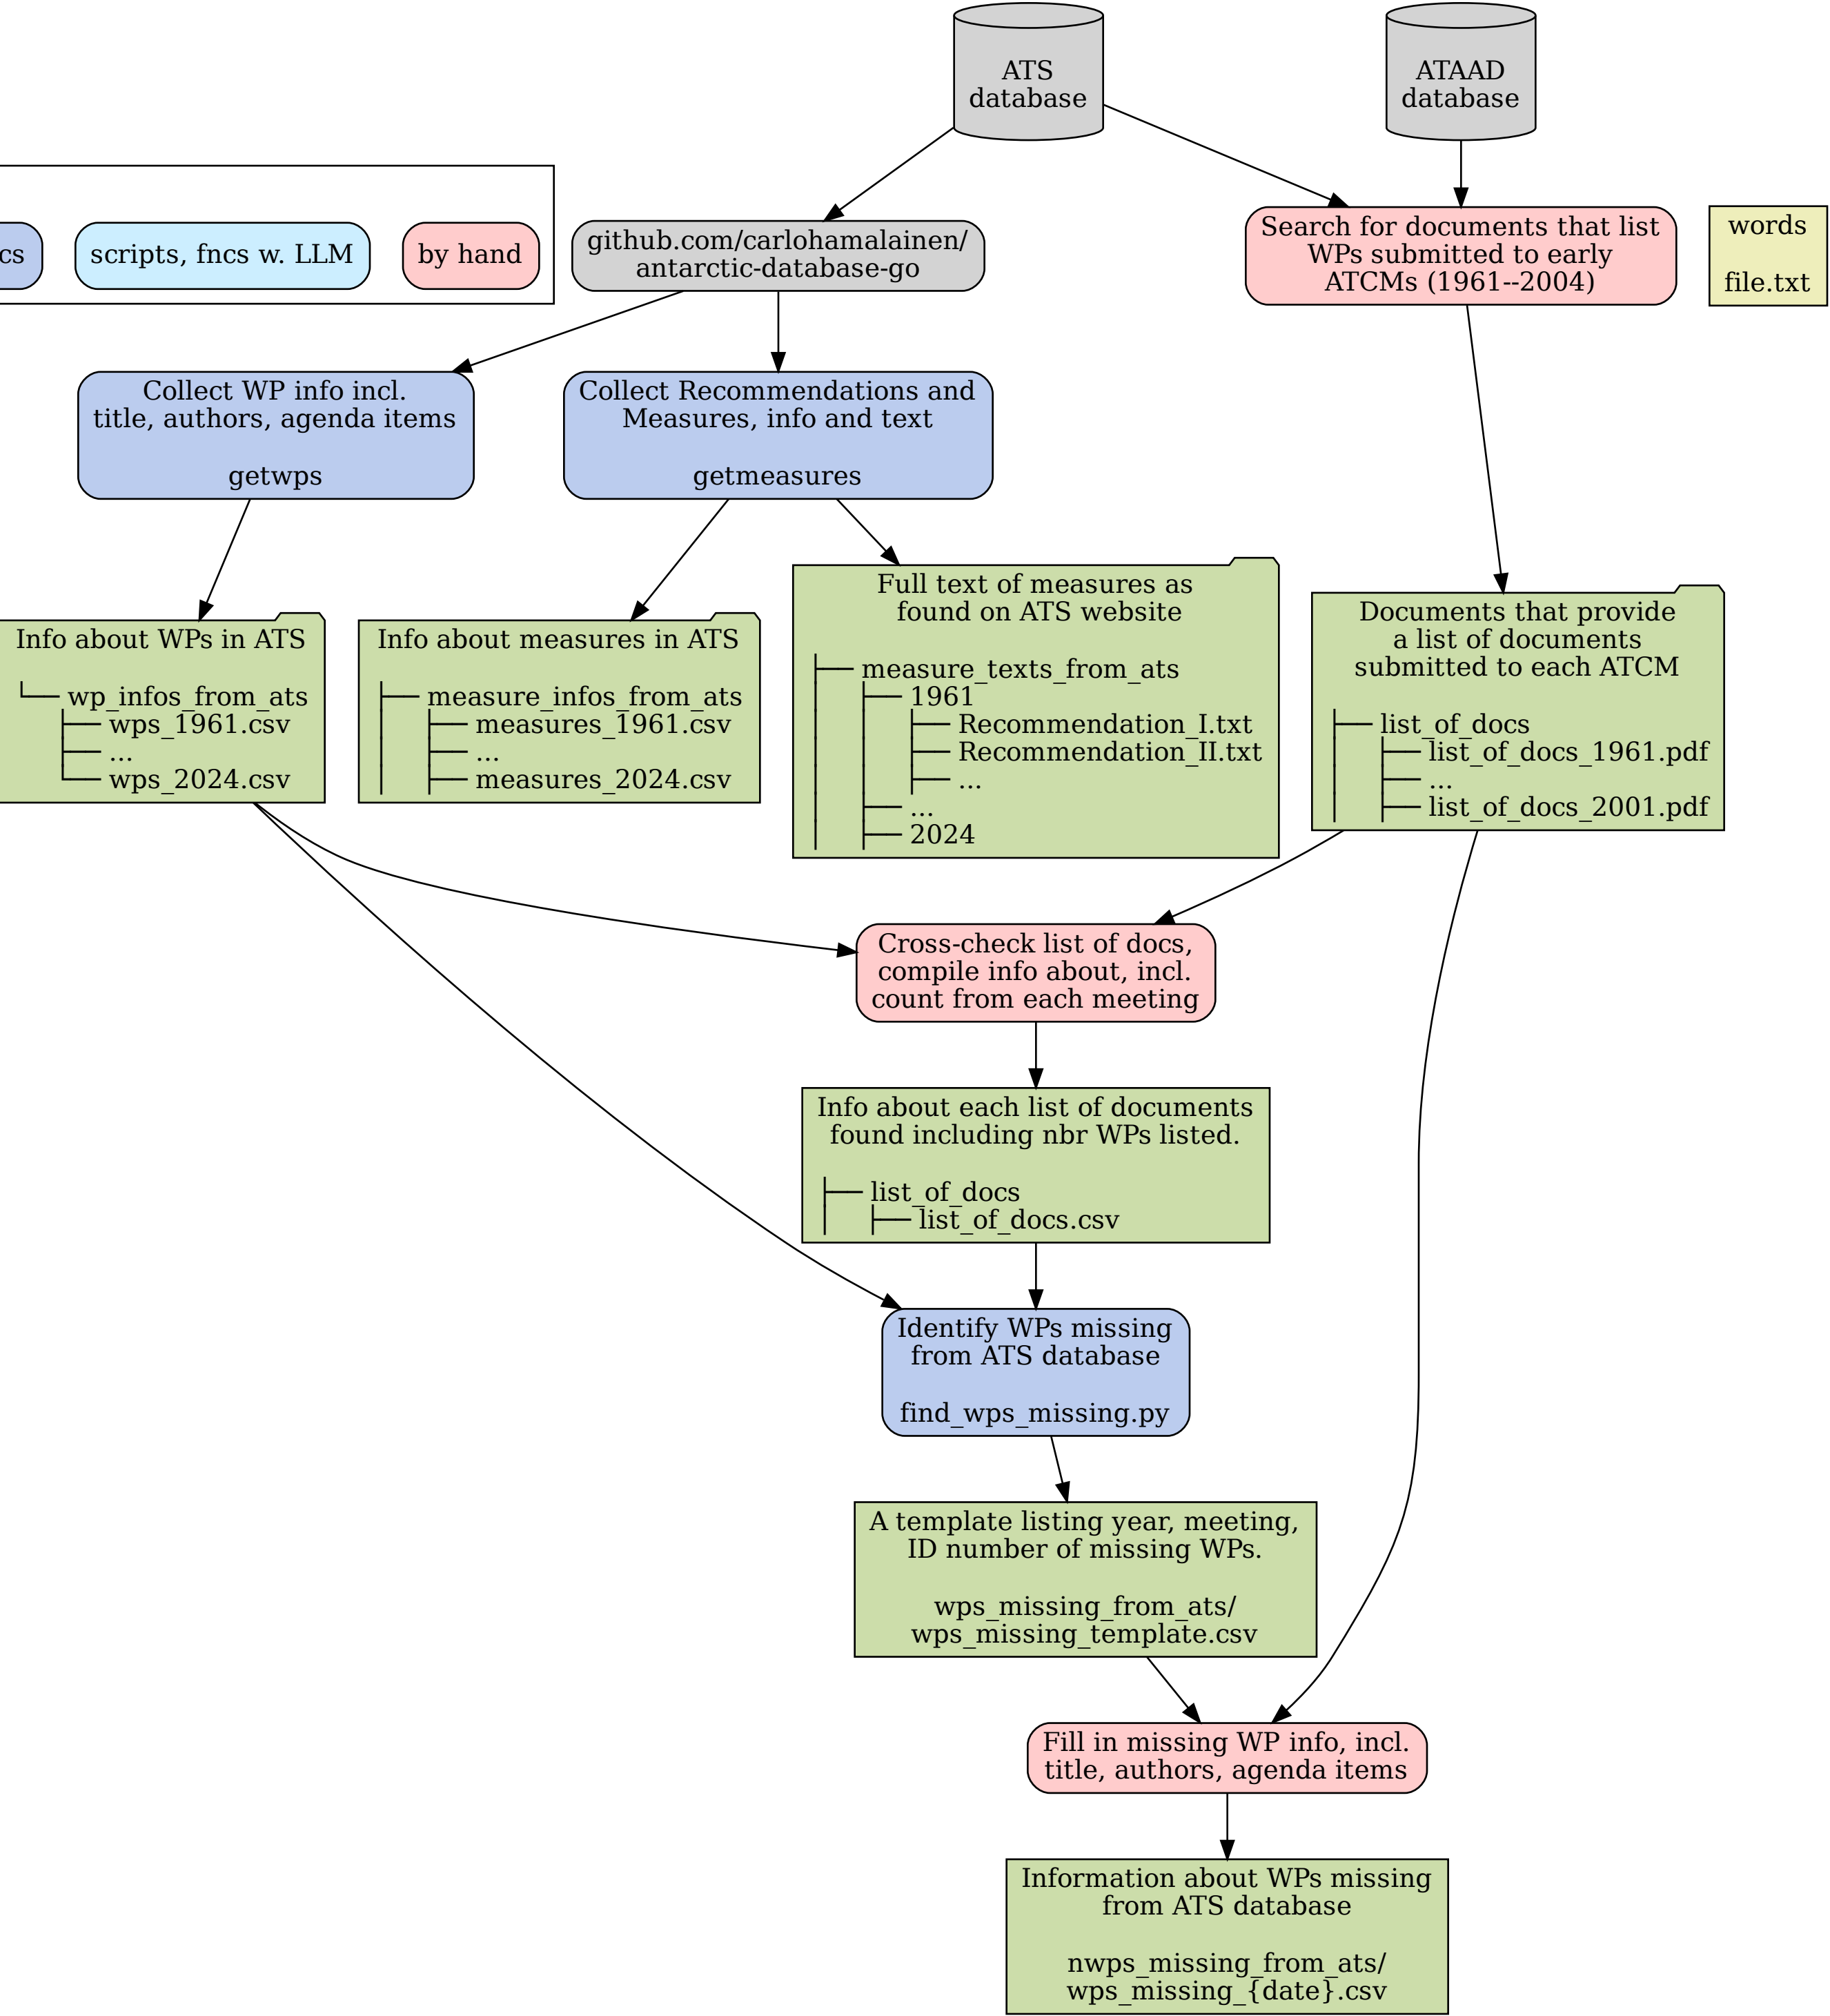 ATS
database
ATAAD
database
cs
scripts, fncs w. LLM
by hand
github.com/carlohamalainen/
antarctic-database-go
Search for documents that list
WPs submitted to early
ATCMs (1961--2004)
words
file.txt
Collect WP info incl.
title, authors, agenda items
getwps
Collect Recommendations and
Measures, info and text
getmeasures
Info about WPs in ATS
└── wp_infos_from_ats
├── wps_1961.csv
├── ...
└── wps_2024.csv
Info about measures in ATS
├── measure_infos_from_ats
│   ├── measures_1961.csv
│   ├── ...
│   ├── measures_2024.csv
Full text of measures as
found on ATS website
├── measure_texts_from_ats
│   ├── 1961
│   │   ├── Recommendation_I.txt
│   │   ├── Recommendation_II.txt
│   │   ├── ...
│   ├── ...
│   ├── 2024
Documents that provide
a list of documents
submitted to each ATCM
├── list_of_docs
│   ├── list_of_docs_1961.pdf
│   ├── ...
│   ├── list_of_docs_2001.pdf
Cross-check list of docs,
compile info about, incl.
count from each meeting
Info about each list of documents
found including nbr WPs listed.
├── list_of_docs
│   ├── list_of_docs.csv
Identify WPs missing
from ATS database
find_wps_missing.py
A template listing year, meeting,
ID number of missing WPs.
wps_missing_from_ats/
wps_missing_template.csv
Fill in missing WP info, incl.
title, authors, agenda items
Information about WPs missing
from ATS database
nwps_missing_from_ats/
wps_missing_{date}.csv